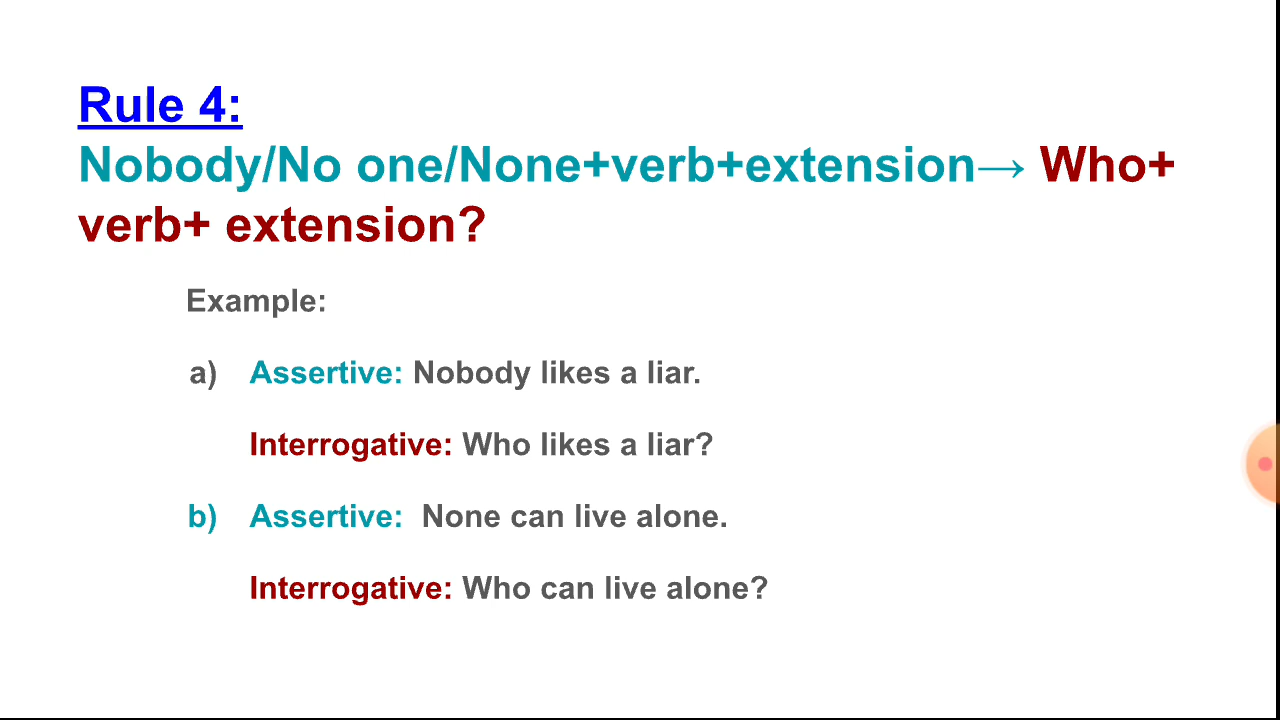 Rule 4:
Nobody/No one/None+verb+extension→ Who+
verb+ extension?
Example:
a) Assertive: Nobody likes a liar.
Interrogative: Who likes a liar?
b) Assertive: None can live alone.
Interrogative: Who can live alone?